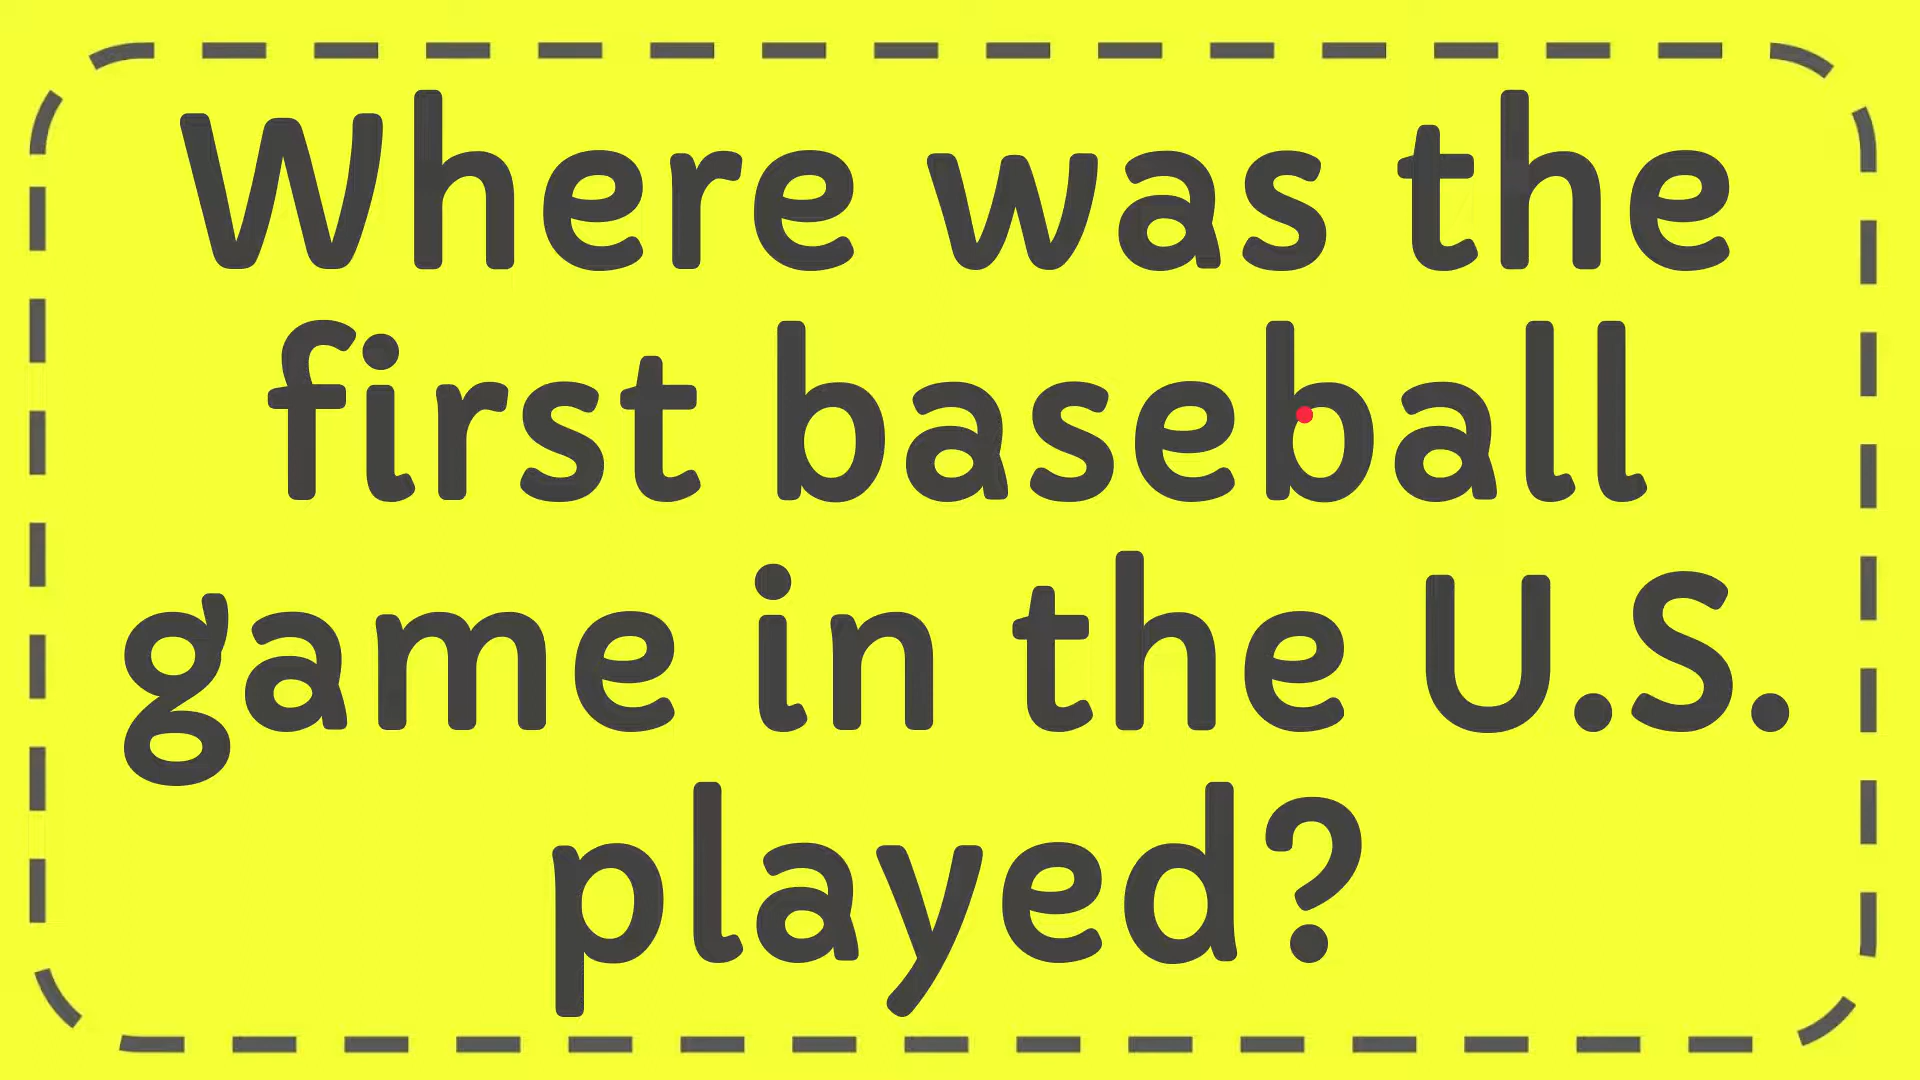 Where was the
first baseball
game in the U.S.
played?